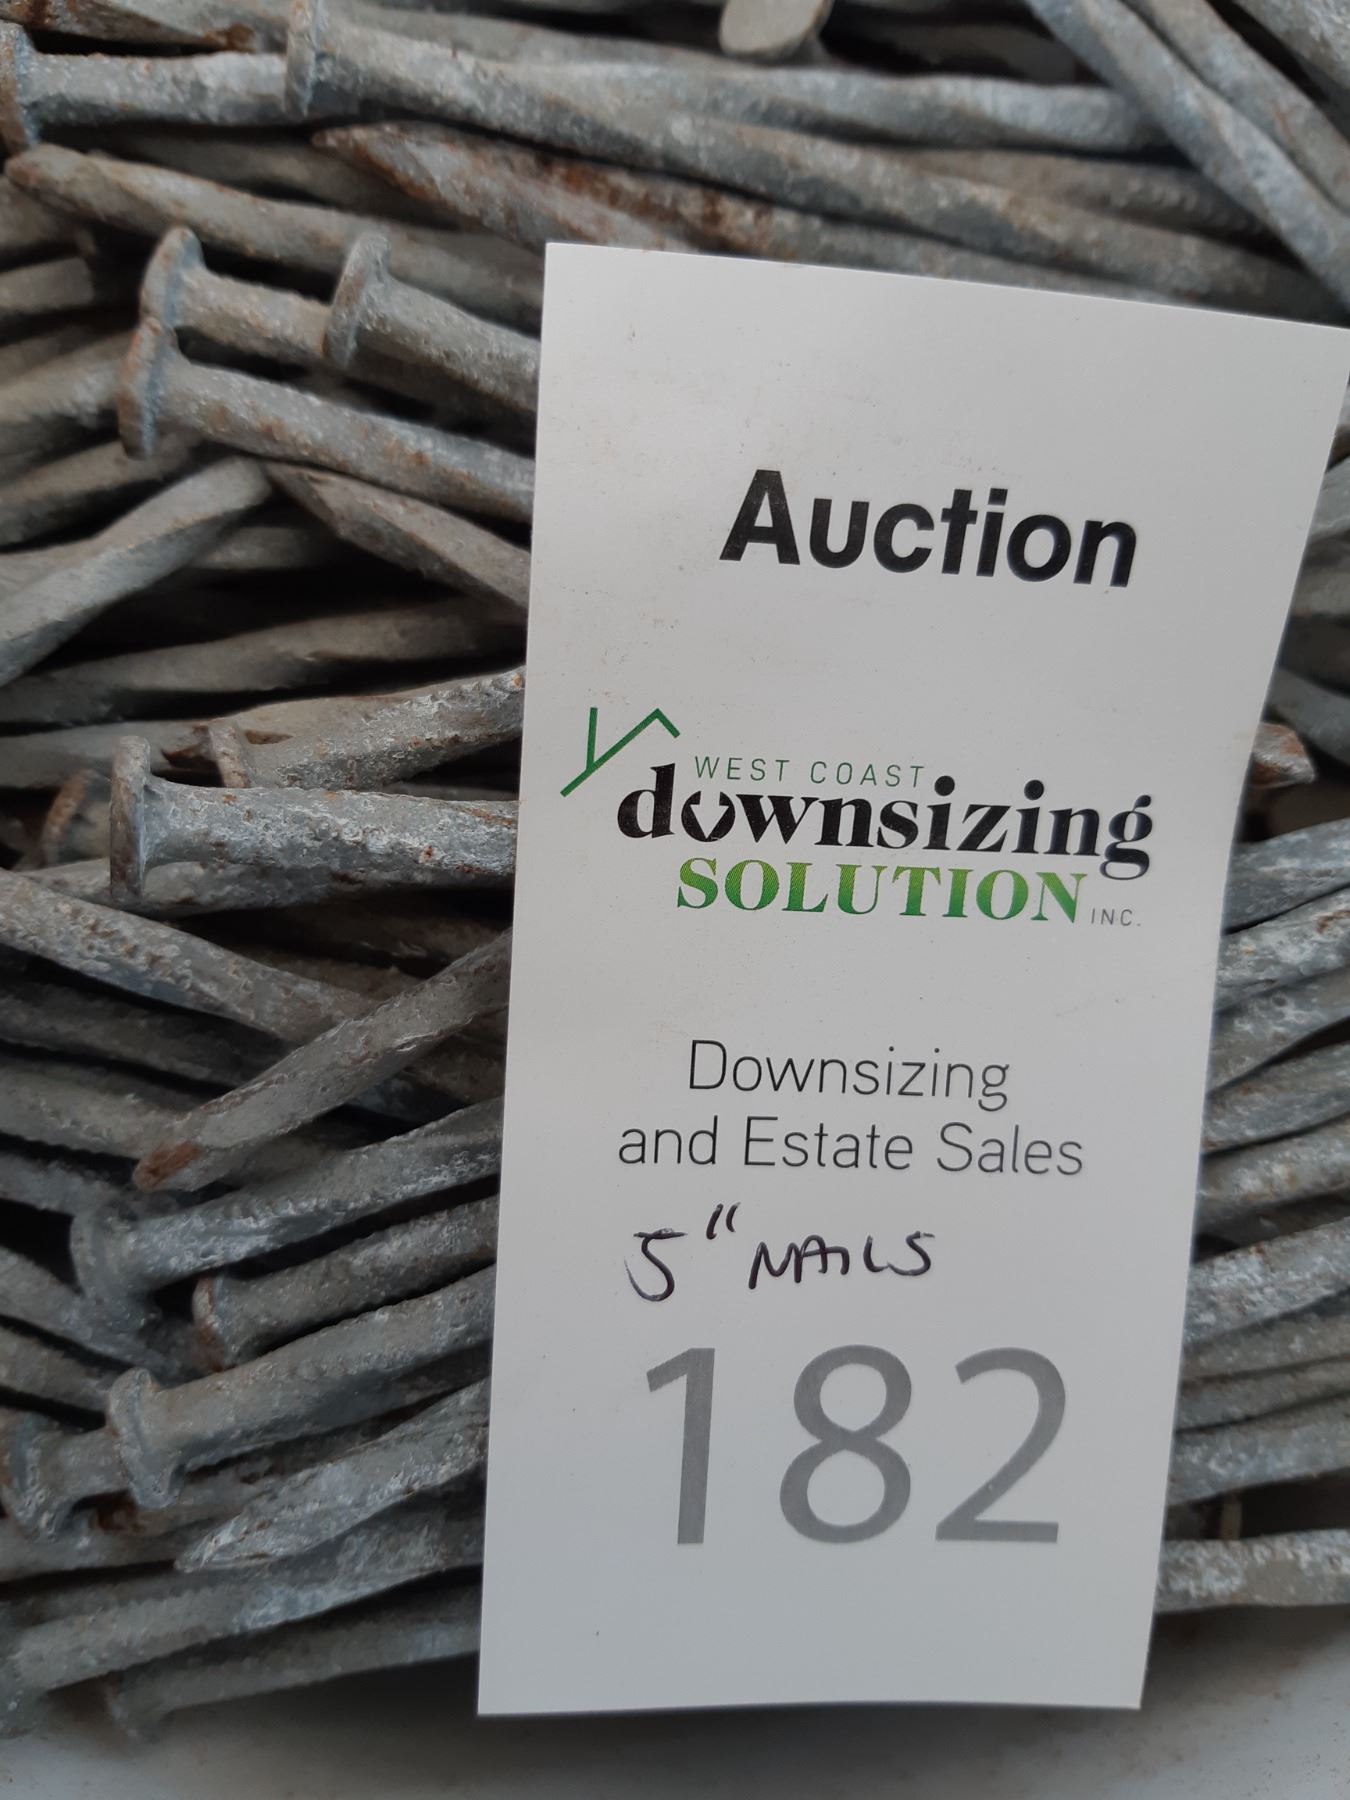 Auction
WEST COAST
downsizing
SOLUTION INC.
Downsizing
and Estate Sales
5" NAILS
182